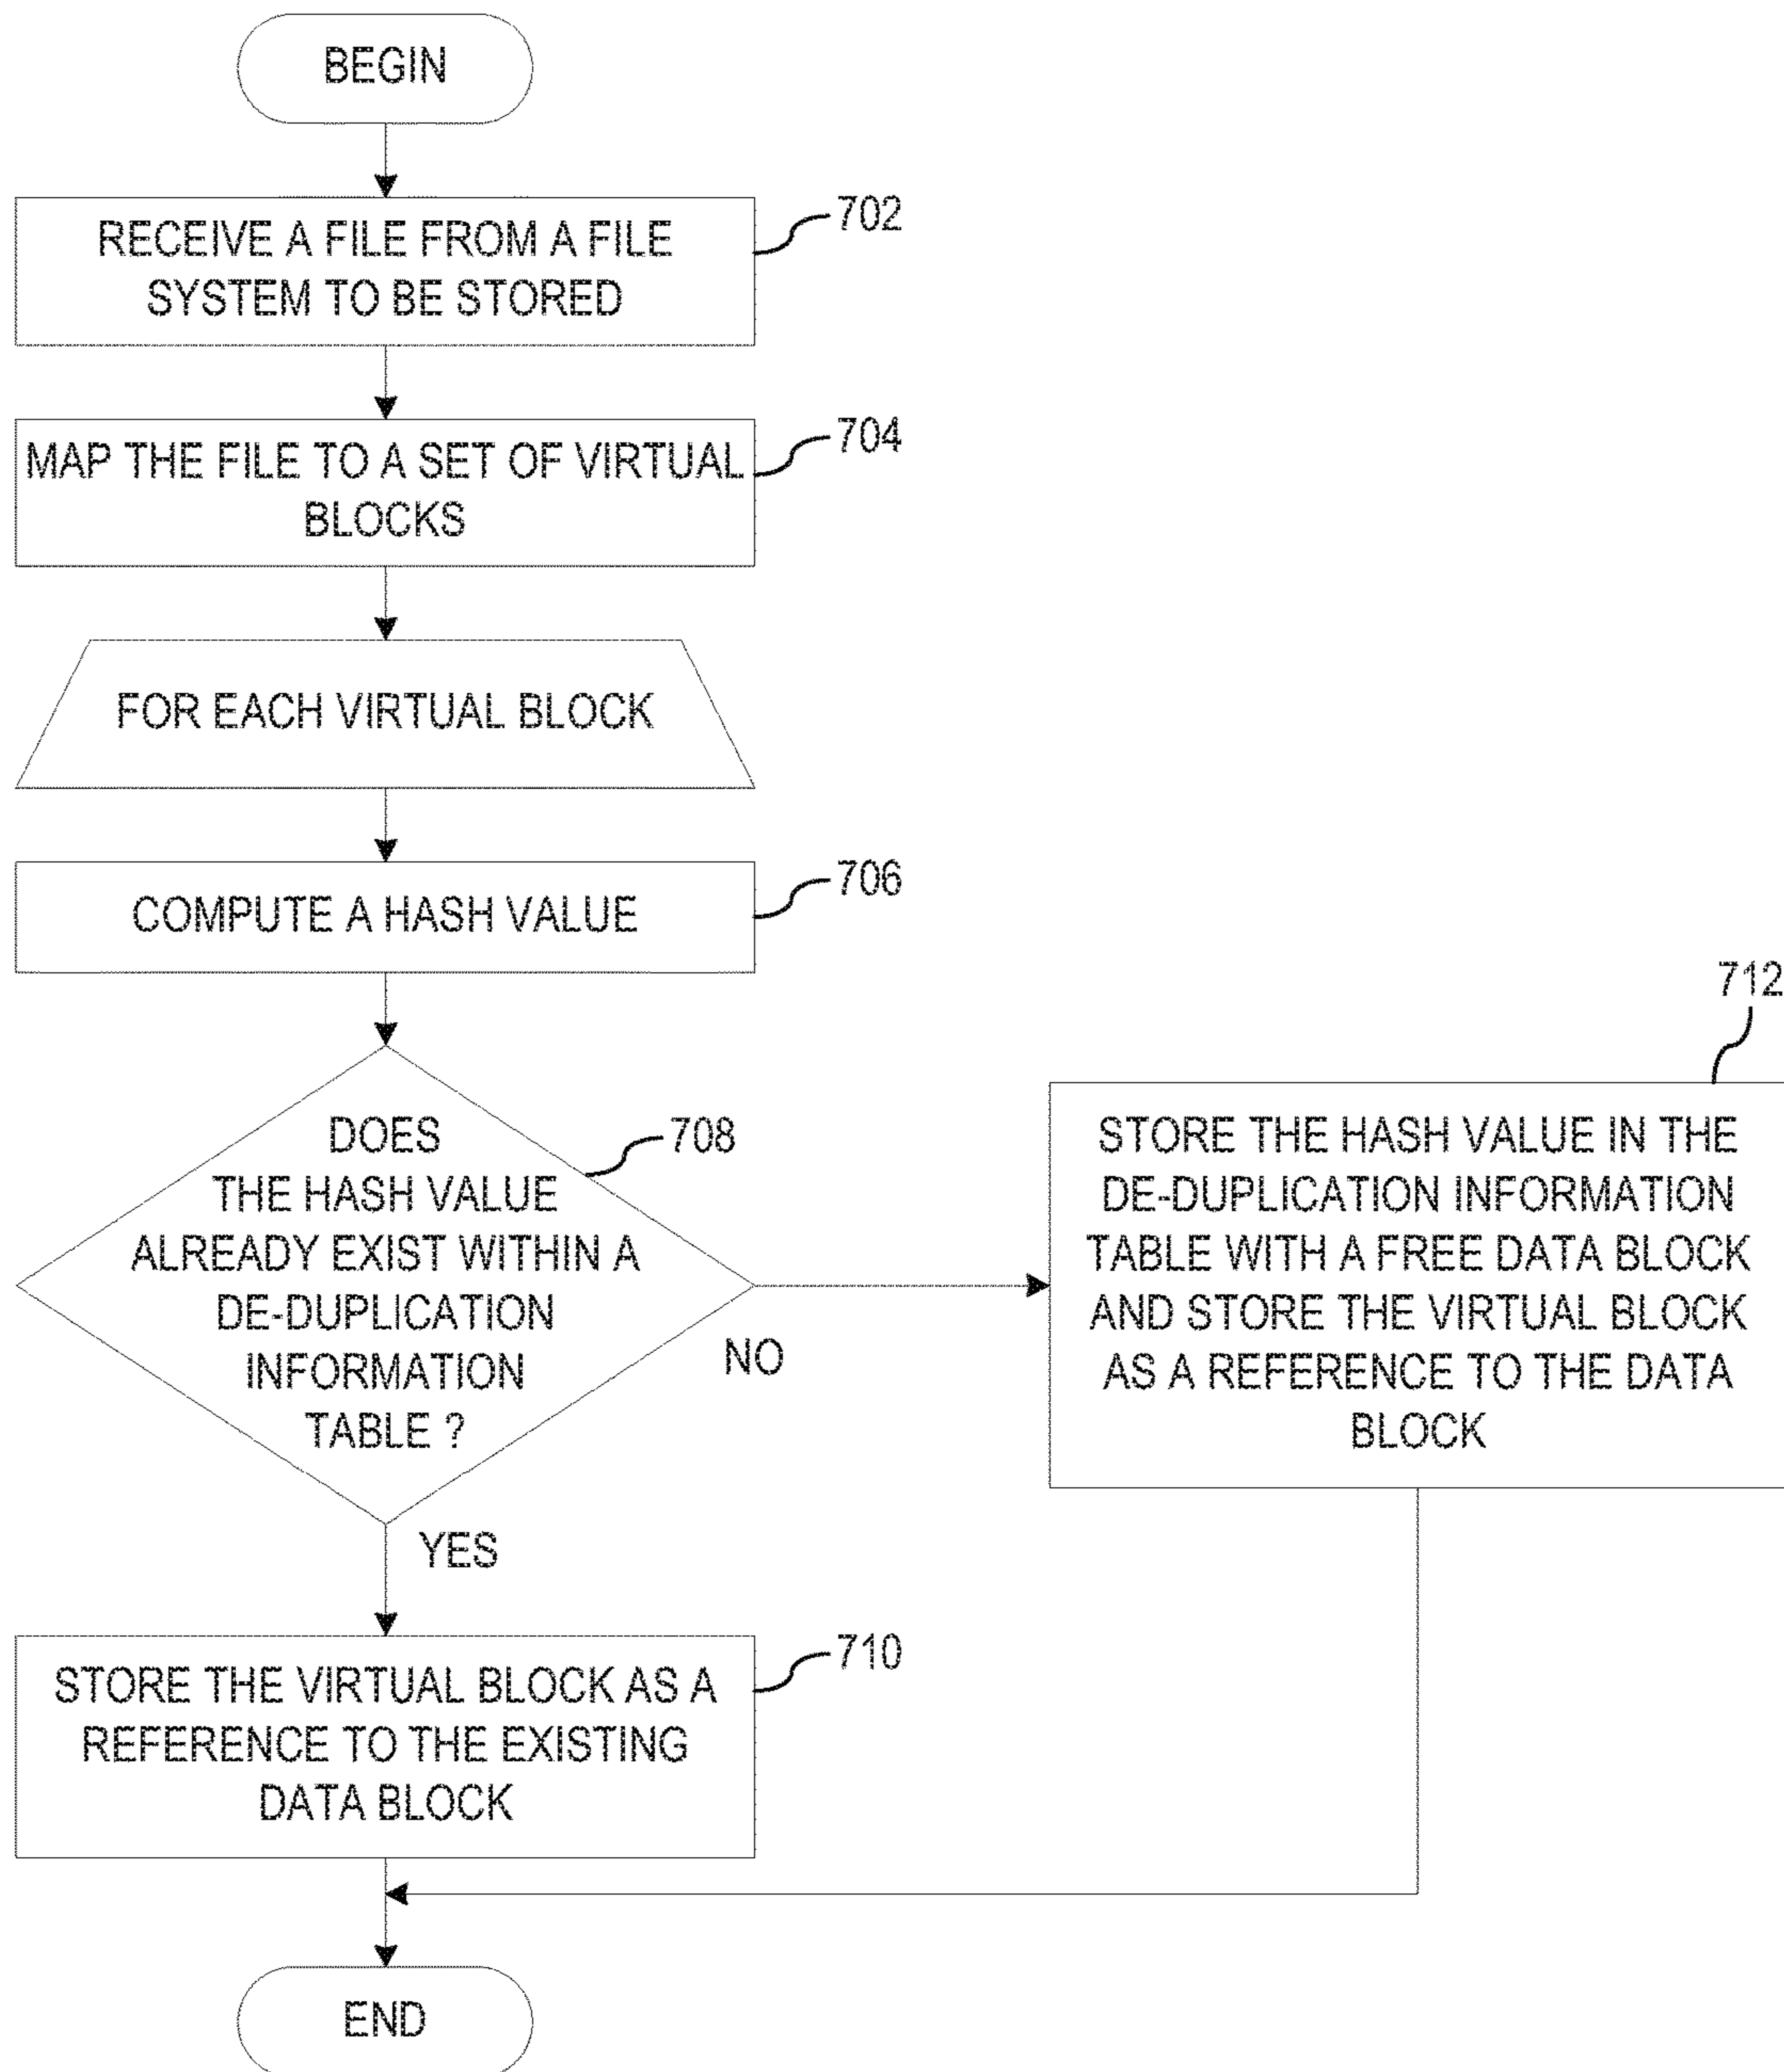 BEGIN
RECEIVE A FILE FROM A FILE
SYSTEM TO BE STORED
702
MAP THE FILE TO A SET OF VIRTUAL
BLOCKS
704
FOR EACH VIRTUAL BLOCK
COMPUTE A HASH VALUE
706
DOES
THE HASH VALUE
ALREADY EXIST WITHIN A
DE-DUPLICATION
INFORMATION
TABLE ?
708
NO
YES
712
STORE THE HASH VALUE IN THE
DE-DUPLICATION INFORMATION
TABLE WITH A FREE DATA BLOCK
AND STORE THE VIRTUAL BLOCK
AS A REFERENCE TO THE DATA
BLOCK
STORE THE VIRTUAL BLOCK AS A
REFERENCE TO THE EXISTING
DATA BLOCK
710
END